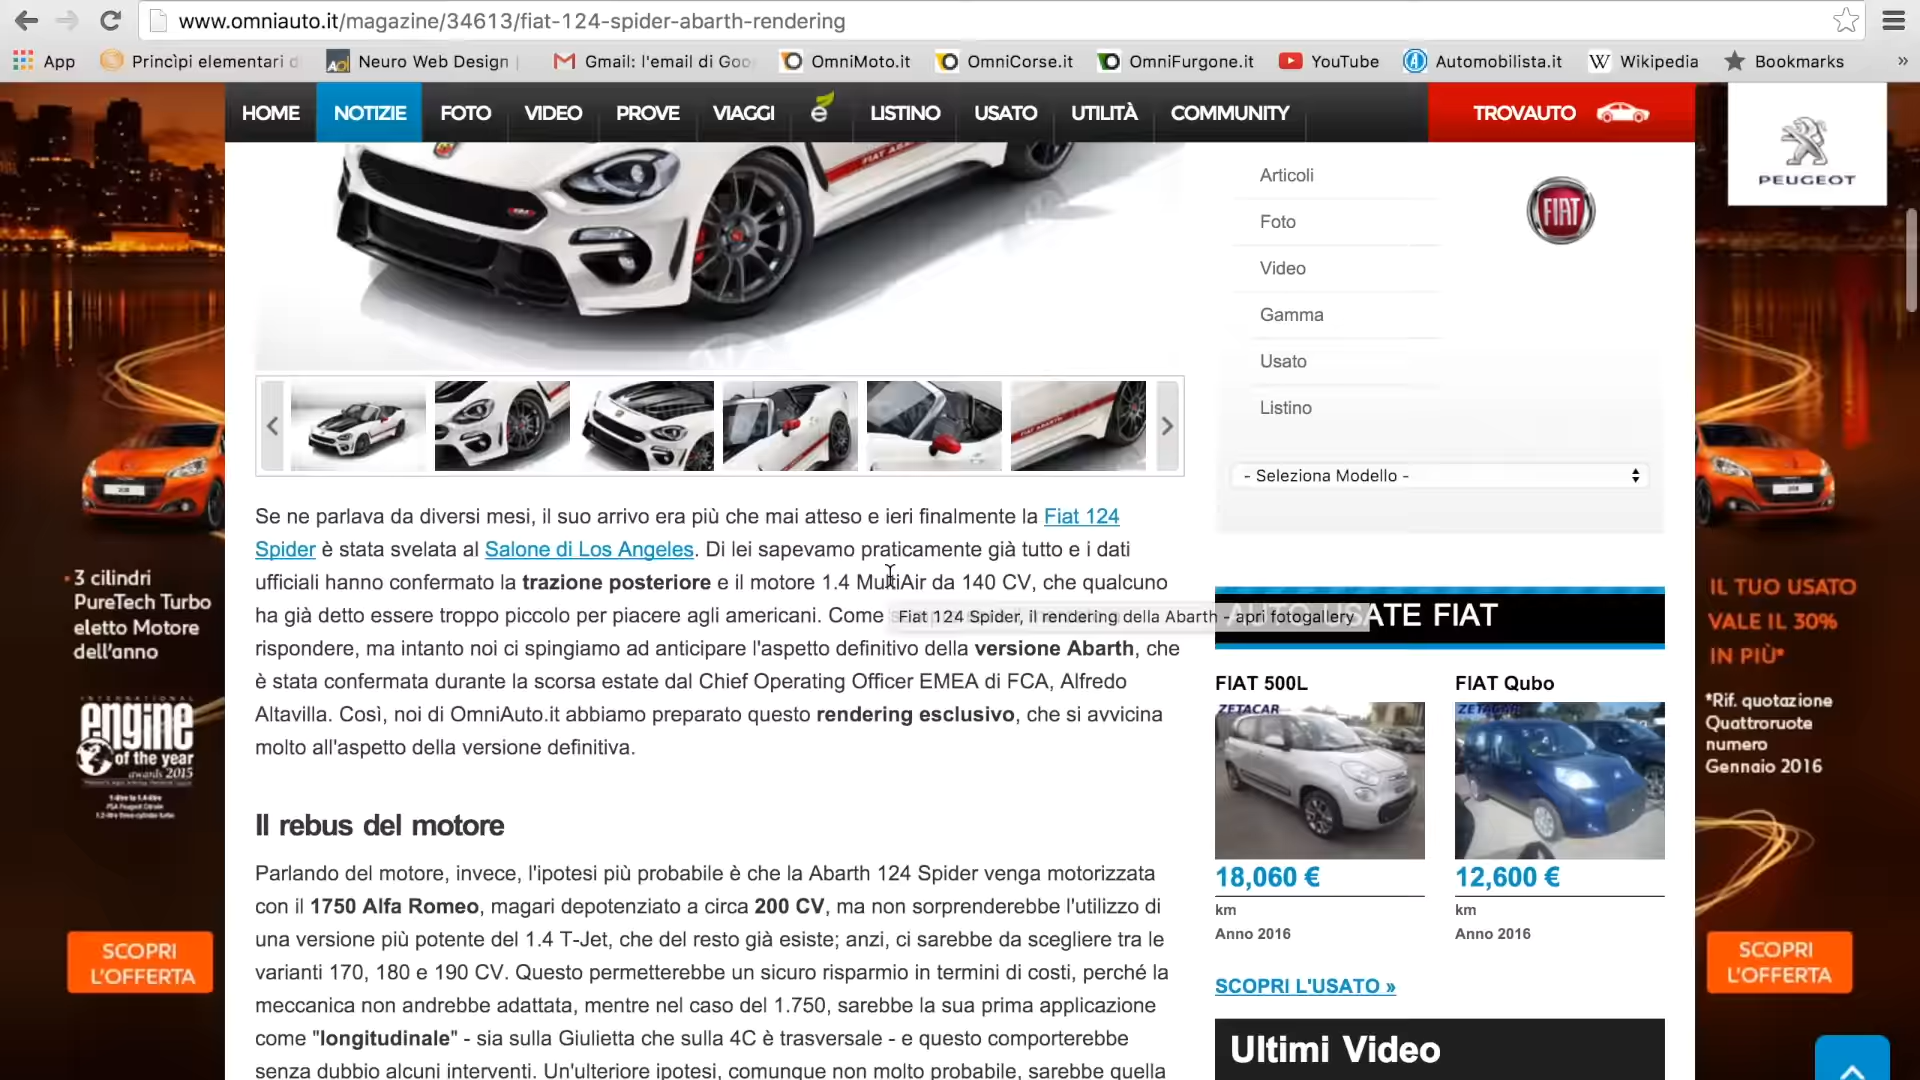 www.omniauto.it/magazine/34613/fiat-124-spider-abarth-rendering
App
Princìpi elementari d
Neuro Web Design
Gmail: l'email di Goo
OmniMoto.it
OmniCorse.it
OmniFurgone.it
YouTube
Automobilista.it
Wikipedia
Bookmarks
»
HOME
NOTIZIE
FOTO
VIDEO
PROVE
VIAGGI
e
LISTINO
USATO
UTILITÀ
COMMUNITY
TROVAUTO
PEUGEOT
FIAT
Articoli
Foto
Video
Gamma
Usato
Listino
- Seleziona Modello -
Se ne parlava da diversi mesi, il suo arrivo era più che mai atteso e ieri finalmente la Fiat 124
Spider è stata svelata al Salone di Los Angeles. Di lei sapevamo praticamente già tutto e i dati
ufficiali hanno confermato la trazione posteriore e il motore 1.4 MultiAir da 140 CV, che qualcuno
ha già detto essere troppo piccolo per piacere agli americani. Come
Fiat 124 Spider, il rendering della Abarth - apri fotogallery
rispondere, ma intanto noi ci spingiamo ad anticipare l'aspetto definitivo della versione Abarth, che
è stata confermata durante la scorsa estate dal Chief Operating Officer EMEA di FCA, Alfredo
Altavilla. Così, noi di OmniAuto.it abbiamo preparato questo rendering esclusivo, che si avvicina
molto all'aspetto della versione definitiva.
Il rebus del motore
Parlando del motore, invece, l'ipotesi più probabile è che la Abarth 124 Spider venga motorizzata
con il 1750 Alfa Romeo, magari depotenziato a circa 200 CV, ma non sorprenderebbe l'utilizzo di
una versione più potente del 1.4 T-Jet, che del resto già esiste; anzi, ci sarebbe da scegliere tra le
varianti 170, 180 e 190 CV. Questo permetterebbe un sicuro risparmio in termini di costi, perché la
meccanica non andrebbe adattata, mentre nel caso del 1.750, sarebbe la sua prima applicazione
come "longitudinale" - sia sulla Giulietta che sulla 4C è trasversale - e questo comporterebbe
senza dubbio alcuni interventi. Un'ulteriore ipotesi, comunque non molto probabile, sarebbe quella
AUTO USATE FIAT
FIAT 500L
ZETACAR
18,060 €
km
Anno 2016
FIAT Qubo
ZETACAR
12,600 €
km
Anno 2016
SCOPRI L'USATO »
Ultimi Video
3 cilindri
PureTech Turbo
eletto Motore
dell'anno
INTERNATIONAL
engine
of the year
awards 2015
SCOPRI
L'OFFERTA
IL TUO USATO
VALE IL 30%
IN PIÙ*
*Rif. quotazione
Quattroruote
numero
Gennaio 2016
SCOPRI
L'OFFERTA